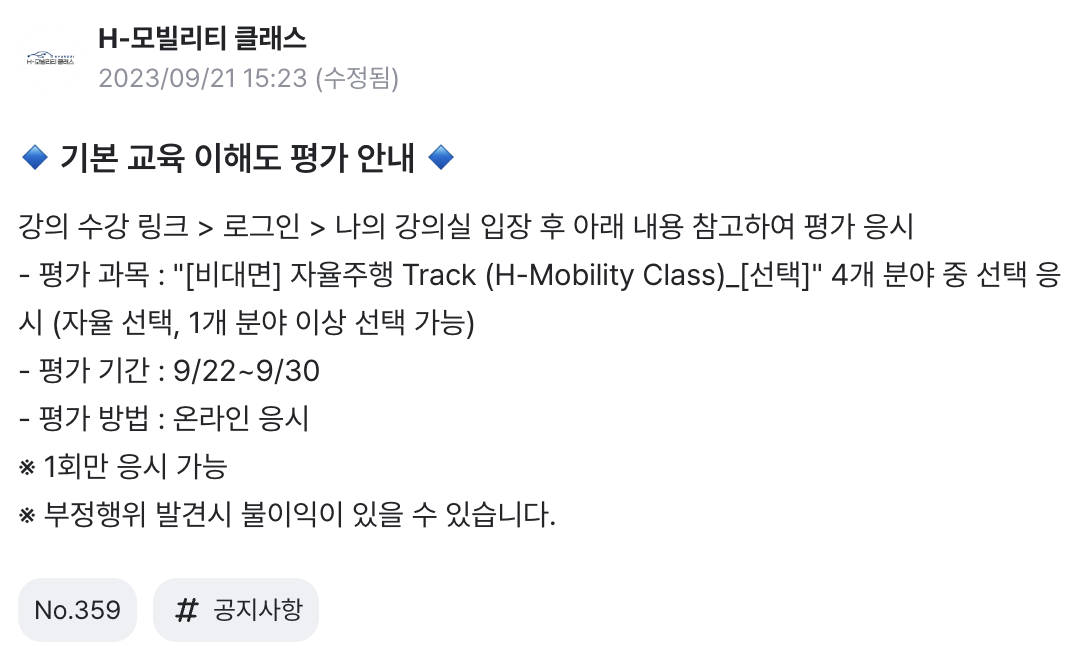 H-모빌리티 클래스
H-모빌리티 클래스
2023/09/21 15:23 (수정됨)
🔷 기본 교육 이해도 평가 안내 🔷
강의 수강 링크 > 로그인 > 나의 강의실 입장 후 아래 내용 참고하여 평가 응시
- 평가 과목 : "[비대면] 자율주행 Track (H-Mobility Class)_[선택]" 4개 분야 중 선택 응
시 (자율 선택, 1개 분야 이상 선택 가능)
- 평가 기간 : 9/22~9/30
- 평가 방법 : 온라인 응시
※ 1회만 응시 가능
※ 부정행위 발견시 불이익이 있을 수 있습니다.
No.359
# 공지사항